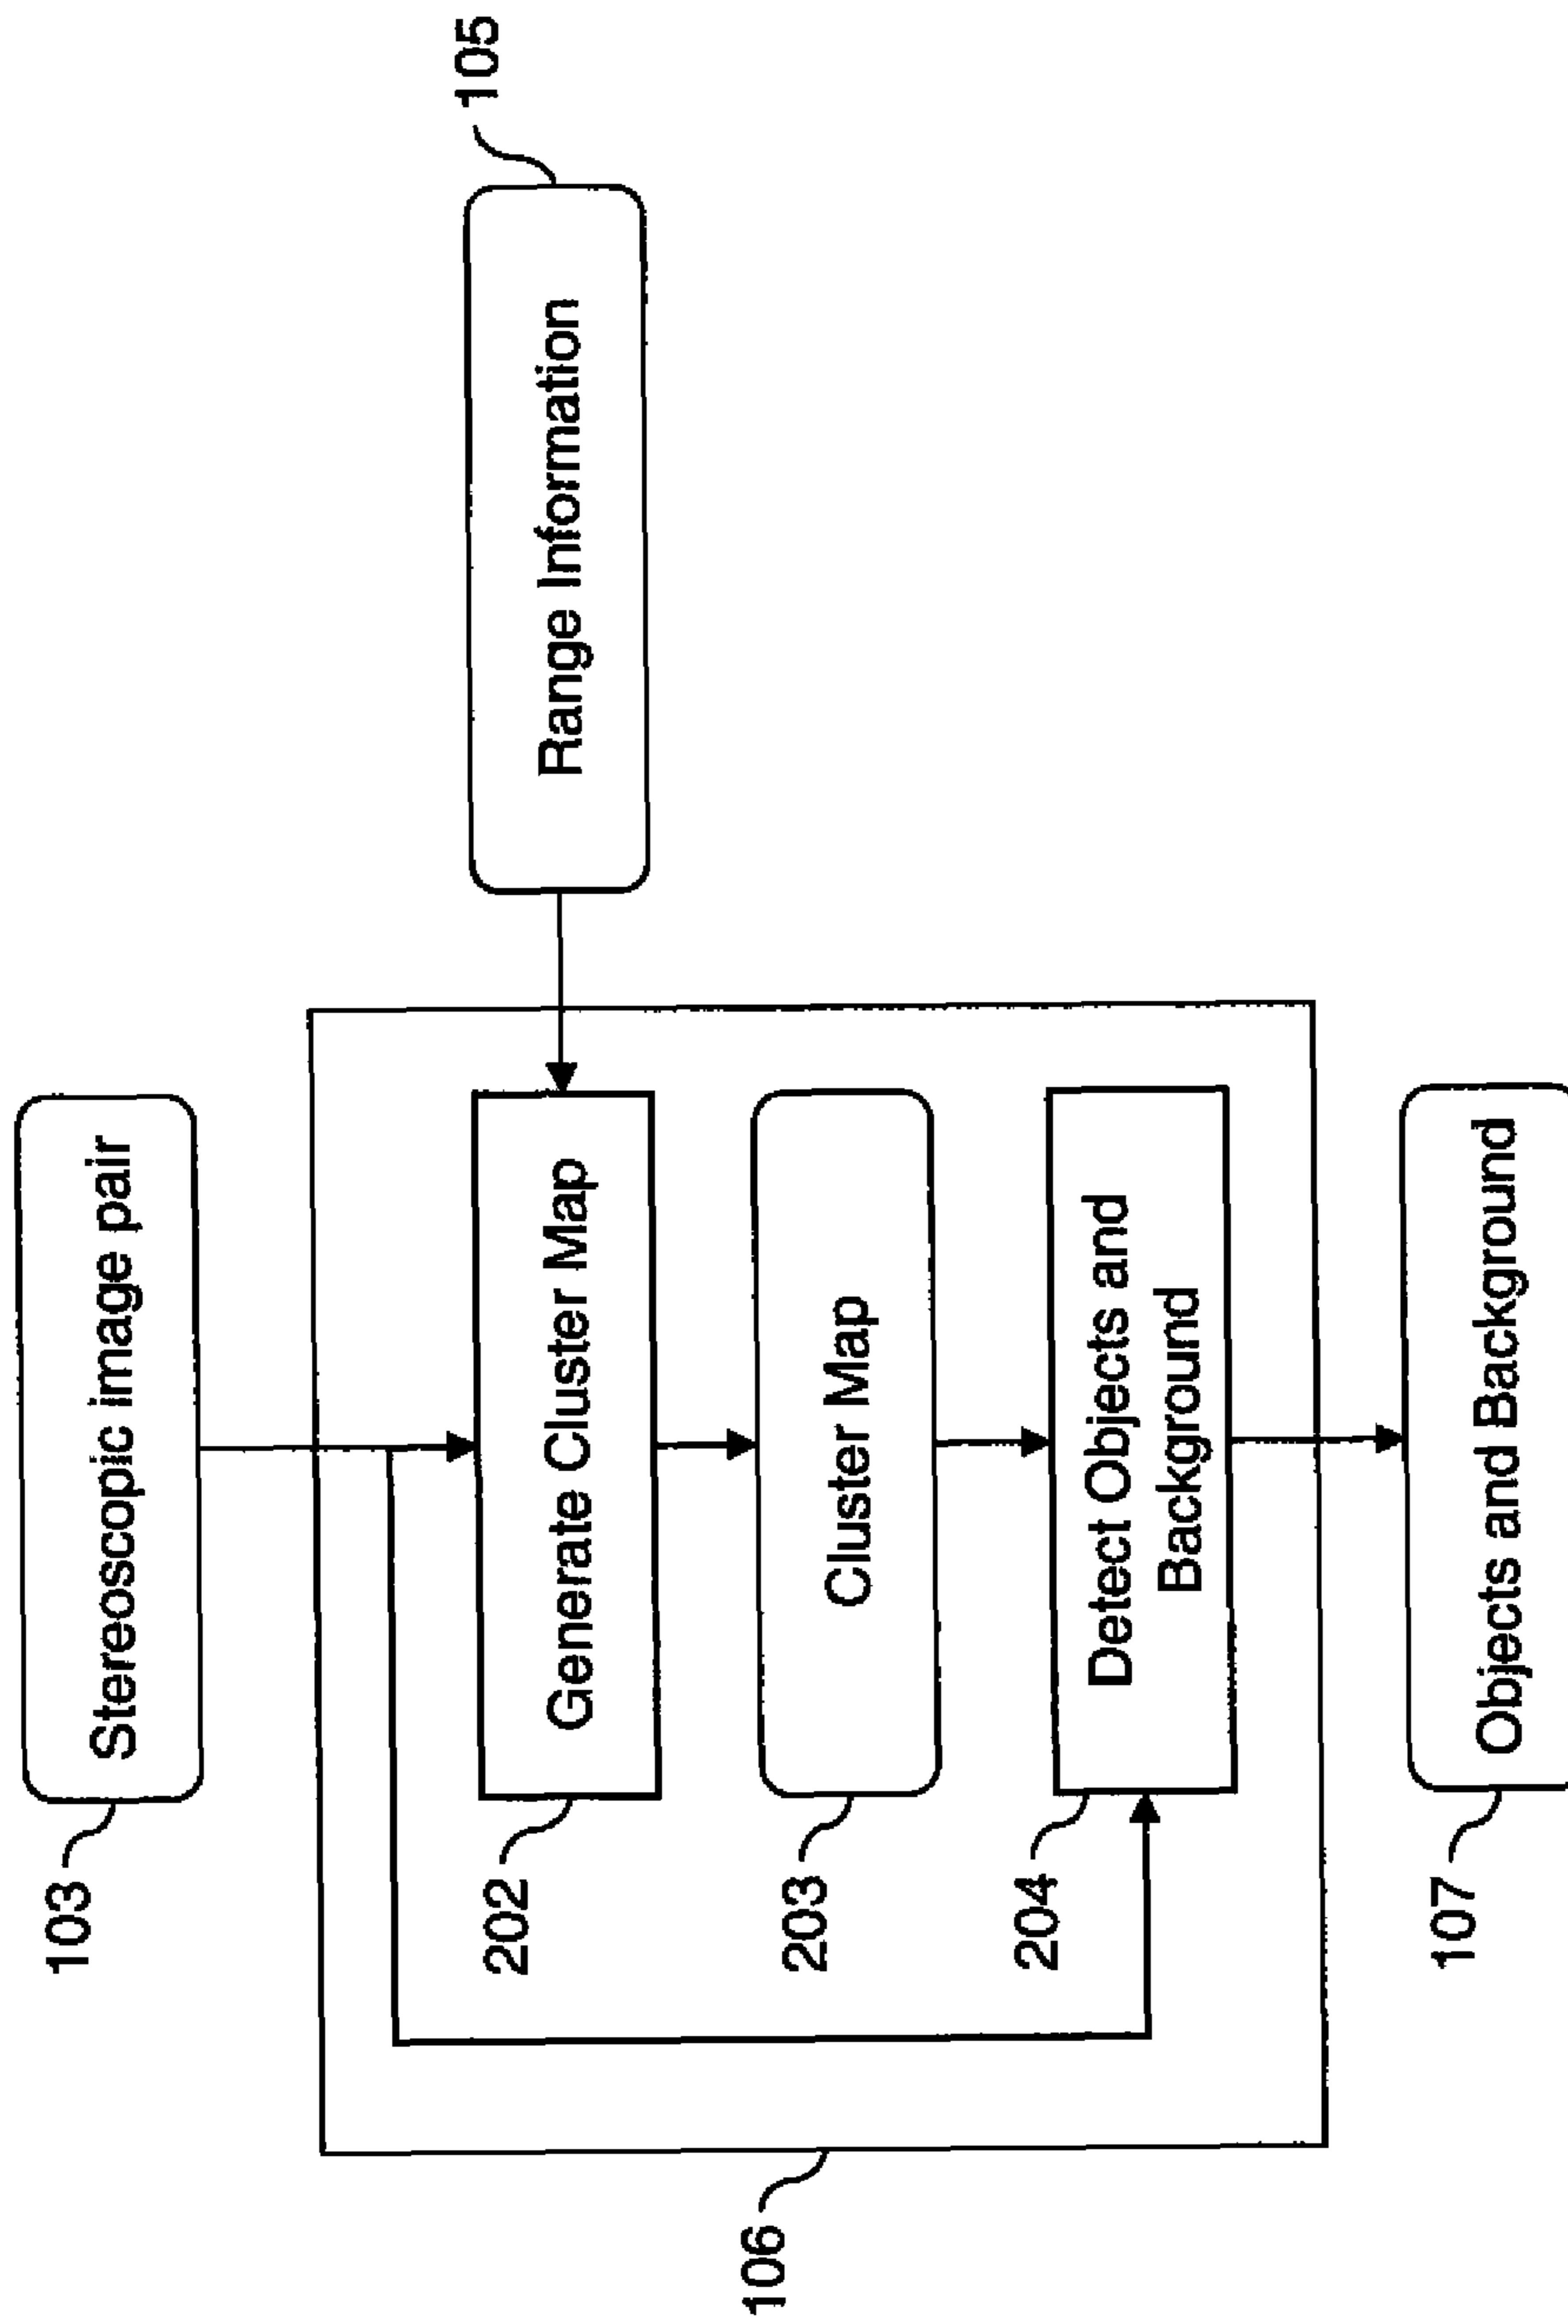 103
Stereoscopic image pair
105
Range Information
202
Generate Cluster Map
203
Cluster Map
204
Detect Objects and
Background
106
107
Objects and Background